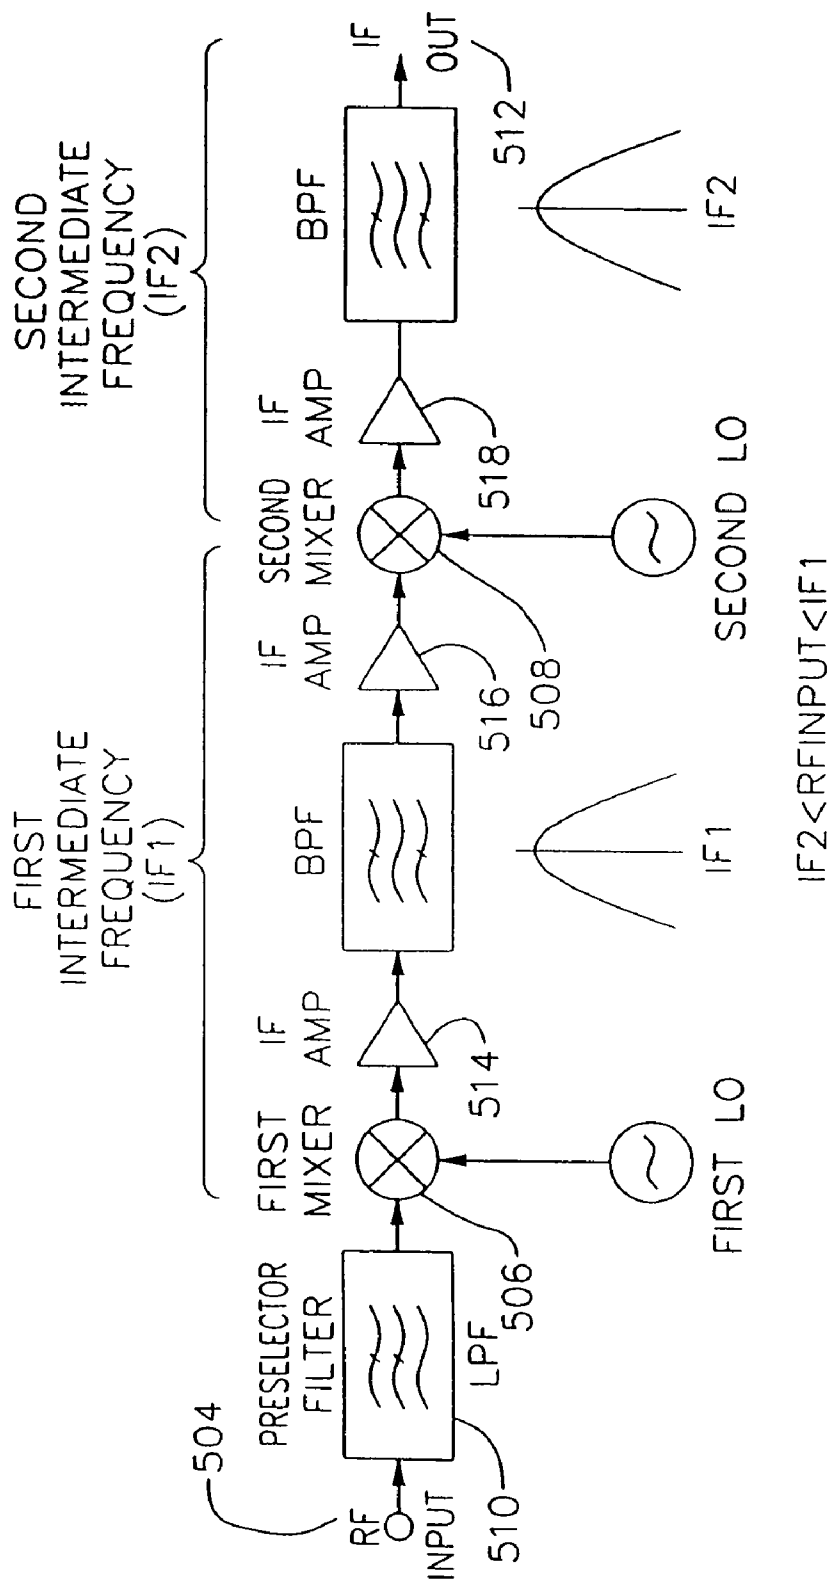 FIRST
INTERMEDIATE
FREQUENCY
(IF1)
SECOND
INTERMEDIATE
FREQUENCY
(IF2)
504
RF
INPUT
PRESELECTOR
FILTER
LPF
510
FIRST
MIXER
506
FIRST LO
IF
AMP
514
BPF
IF1
IF
AMP
516
SECOND
MIXER
508
SECOND LO
IF
AMP
518
BPF
IF2
IF
OUT
512
IF2<RFINPUT<IF1